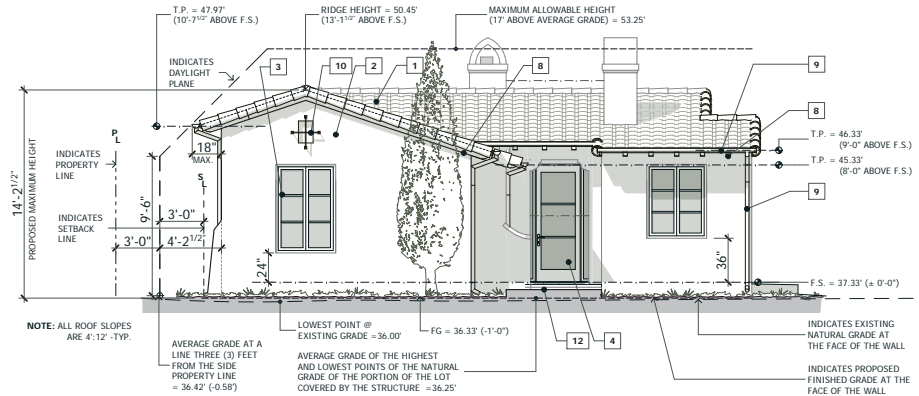 T.P. = 47.97'
(10'-7 1/2" ABOVE F.S.)
RIDGE HEIGHT = 50.45'
(13'-1 1/2" ABOVE F.S.)
MAXIMUM ALLOWABLE HEIGHT
(17' ABOVE AVERAGE GRADE) = 53.25'
INDICATES
DAYLIGHT
PLANE
3
10
2
1
8
9
8
T.P. = 46.33'
(9'-0" ABOVE F.S.)
T.P. = 45.33'
(8'-0" ABOVE F.S.)
9
14'-2 1/2"
PROPOSED MAXIMUM HEIGHT
PL
INDICATES
PROPERTY
LINE
18"
MAX.
SL
9'-6"
3'-0"
INDICATES
SETBACK
LINE
3'-0"
4'-2 1/2"
24"
36"
F.S. = 37.33' (± 0'-0")
NOTE: ALL ROOF SLOPES
ARE 4':12' -TYP.
AVERAGE GRADE AT A
LINE THREE (3) FEET
FROM THE SIDE
PROPERTY LINE
= 36.42' (-0.58')
LOWEST POINT @
EXISTING GRADE =36.00'
FG = 36.33' (-1'-0")
AVERAGE GRADE OF THE HIGHEST
AND LOWEST POINTS OF THE NATURAL
GRADE OF THE PORTION OF THE LOT
COVERED BY THE STRUCTURE =36.25'
12
4
INDICATES EXISTING
NATURAL GRADE AT
THE FACE OF THE WALL
INDICATES PROPOSED
FINISHED GRADE AT THE
FACE OF THE WALL